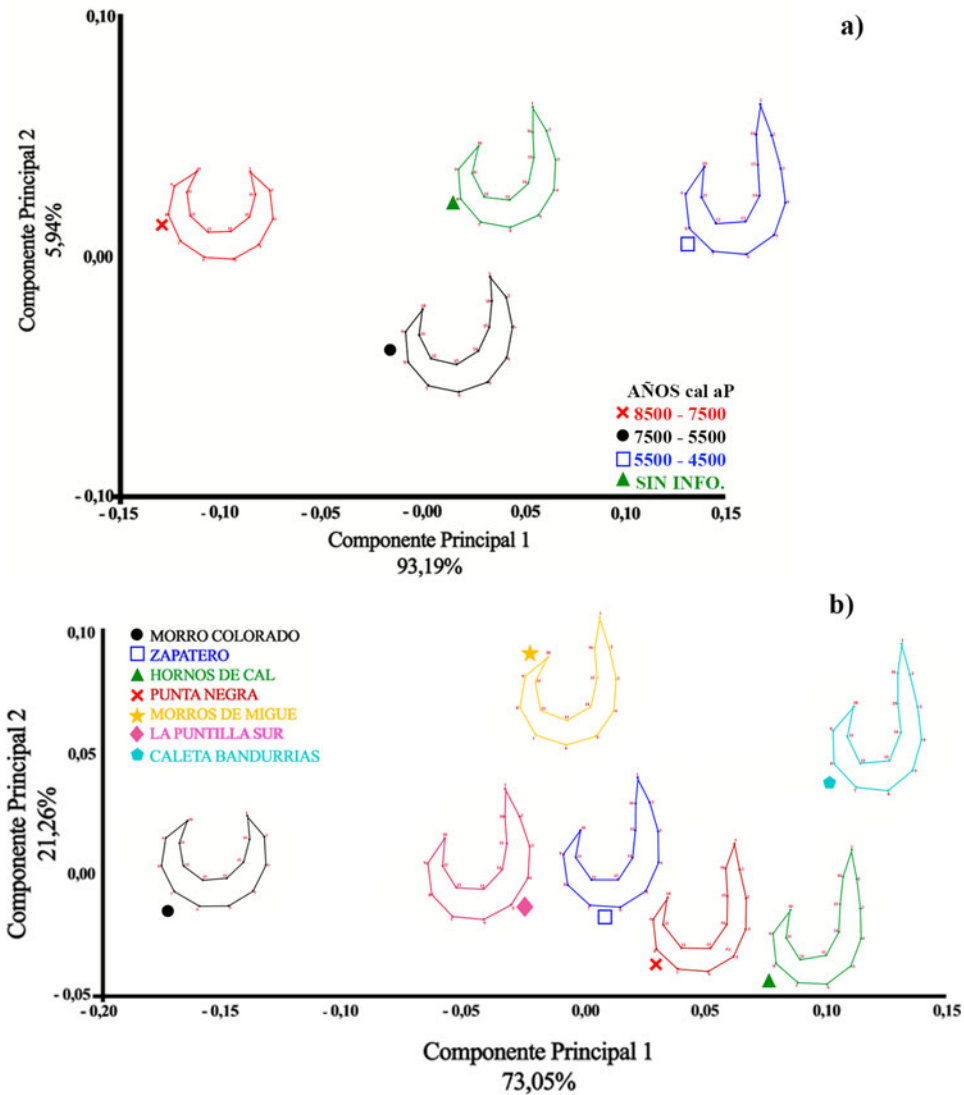 0,10
a)
Componente Principal 2
5,94%
0,00
AÑOS cal aP
8500 - 7500
7500 - 5500
5500 - 4500
SIN INFO.
- 0,10
- 0,15
- 0,10
- 0,05
- 0,00
0,05
0,10
0,15
Componente Principal 1
93,19%
b)
0,10
MORRO COLORADO
ZAPATERO
HORNOS DE CAL
PUNTA NEGRA
MORROS DE MIGUE
LA PUNTILLA SUR
CALETA BANDURRIAS
Componente Principal 2
21,26%
0,05
0,00
- 0,05
- 0,20
- 0,15
- 0,10
- 0,05
0,00
0,05
0,10
0,15
Componente Principal 1
73,05%